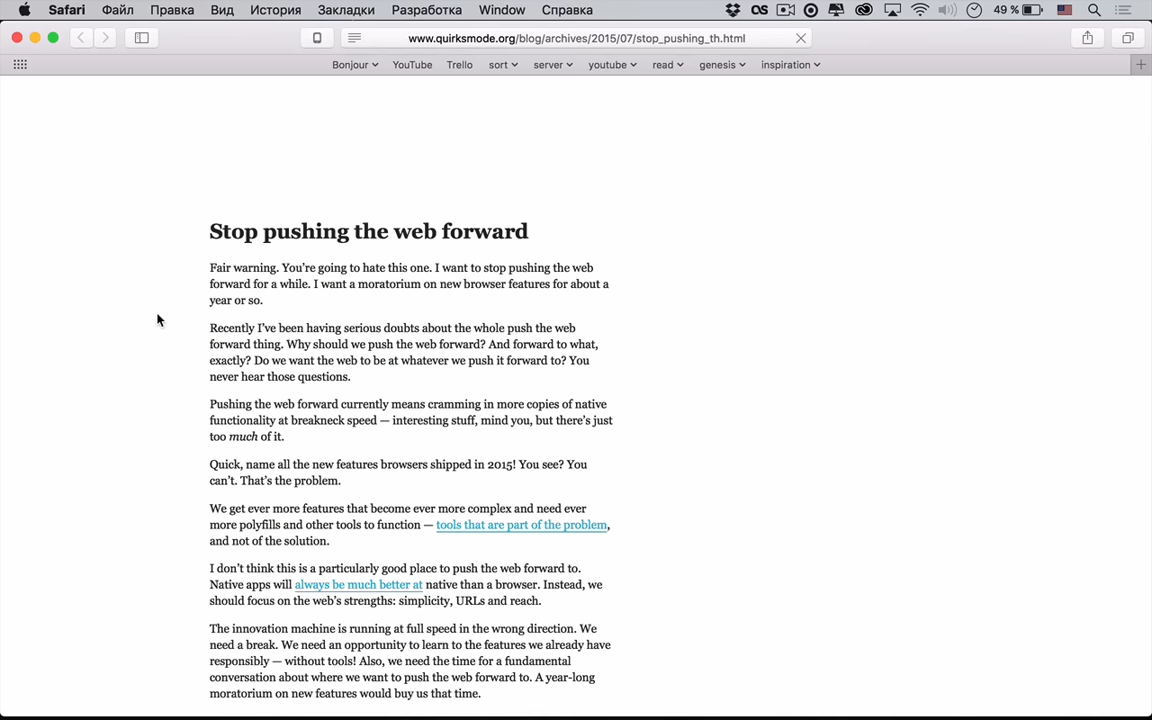 Safari Файл Правка Вид История Закладки Разработка Window Справка 49 %
www.quirksmode.org/blog/archives/2015/07/stop_pushing_th.html
Bonjour YouTube Trello sort server youtube read genesis inspiration
Stop pushing the web forward
Fair warning. You’re going to hate this one. I want to stop pushing the web
forward for a while. I want a moratorium on new browser features for about a
year or so.
Recently I’ve been having serious doubts about the whole push the web
forward thing. Why should we push the web forward? And forward to what,
exactly? Do we want the web to be at whatever we push it forward to? You
never hear those questions.
Pushing the web forward currently means cramming in more copies of native
functionality at breakneck speed — interesting stuff, mind you, but there’s just
too much of it.
Quick, name all the new features browsers shipped in 2015! You see? You
can’t. That’s the problem.
We get ever more features that become ever more complex and need ever
more polyfills and other tools to function — tools that are part of the problem,
and not of the solution.
I don’t think this is a particularly good place to push the web forward to.
Native apps will always be much better at native than a browser. Instead, we
should focus on the web’s strengths: simplicity, URLs and reach.
The innovation machine is running at full speed in the wrong direction. We
need a break. We need an opportunity to learn to the features we already have
responsibly — without tools! Also, we need the time for a fundamental
conversation about where we want to push the web forward to. A year-long
moratorium on new features would buy us that time.